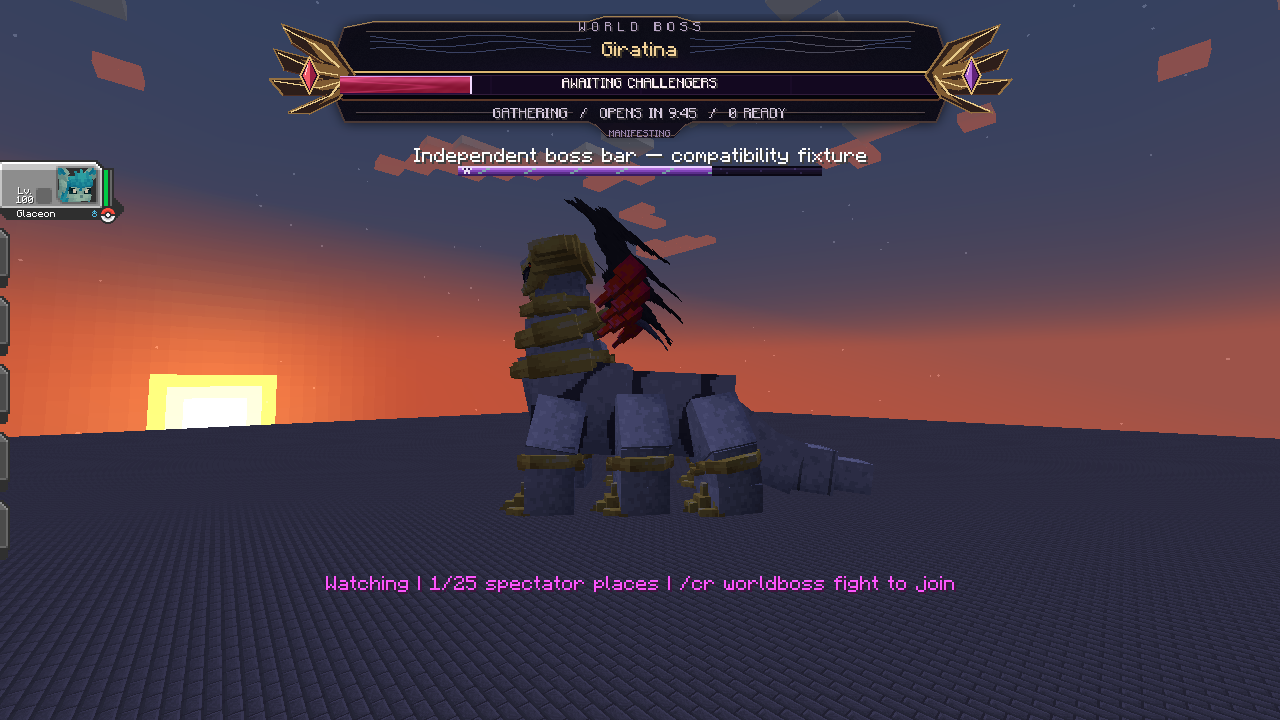 WORLD BOSS
Giratina
AWAITING CHALLENGERS
GATHERING / OPENS IN 9:45 / 0 READY
MANIFESTING
Independent boss bar — compatibility fixture
Lv.
100
Glaceon
Watching | 1/25 spectator places | /cr worldboss fight to join